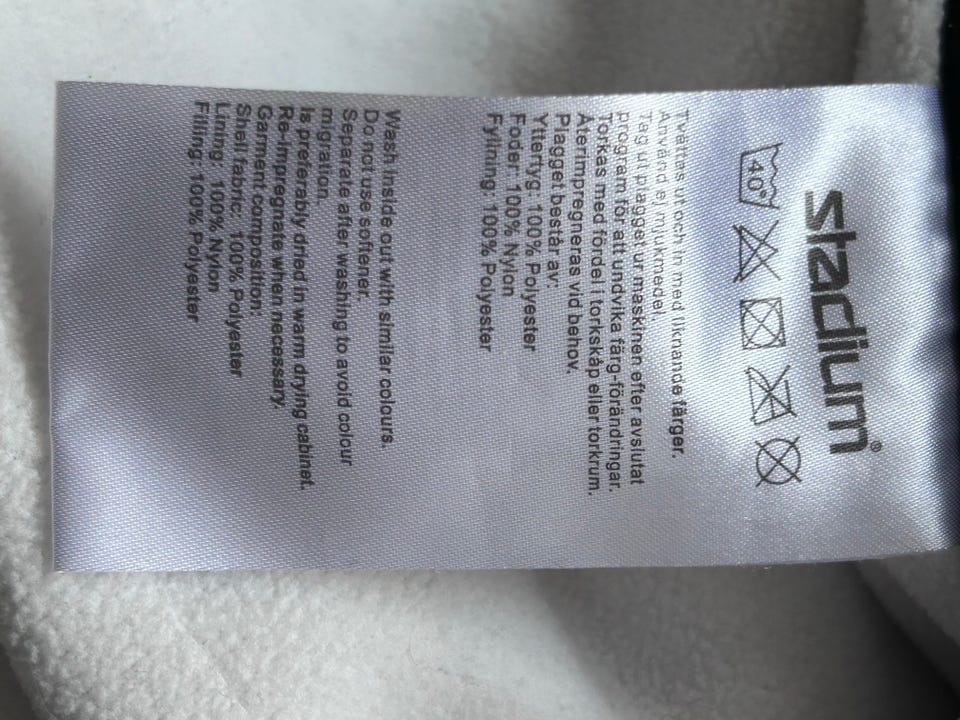 stadium®
40°
Tvättas ut och in med liknande färger.
Använd ej mjukmedel.
Tag ur plagget ur maskinen efter avslutat
program för att undvika färg-förändringar.
Torkas med fördel i torkskåp eller torkrum.
Återimpregneras vid behov.
Plagget består av:
Yttertyg: 100% Polyester
Foder: 100% Nylon
Fyllning: 100% Polyester
Wash inside out with similar colours.
Do not use softener.
Separate after washing to avoid colour
migration.
Is preferably dried in warm drying cabinet.
Re-impregnate when necessary.
Garment composition:
Shell fabric: 100% Polyester
Lining: 100% Nylon
Filling: 100% Polyester